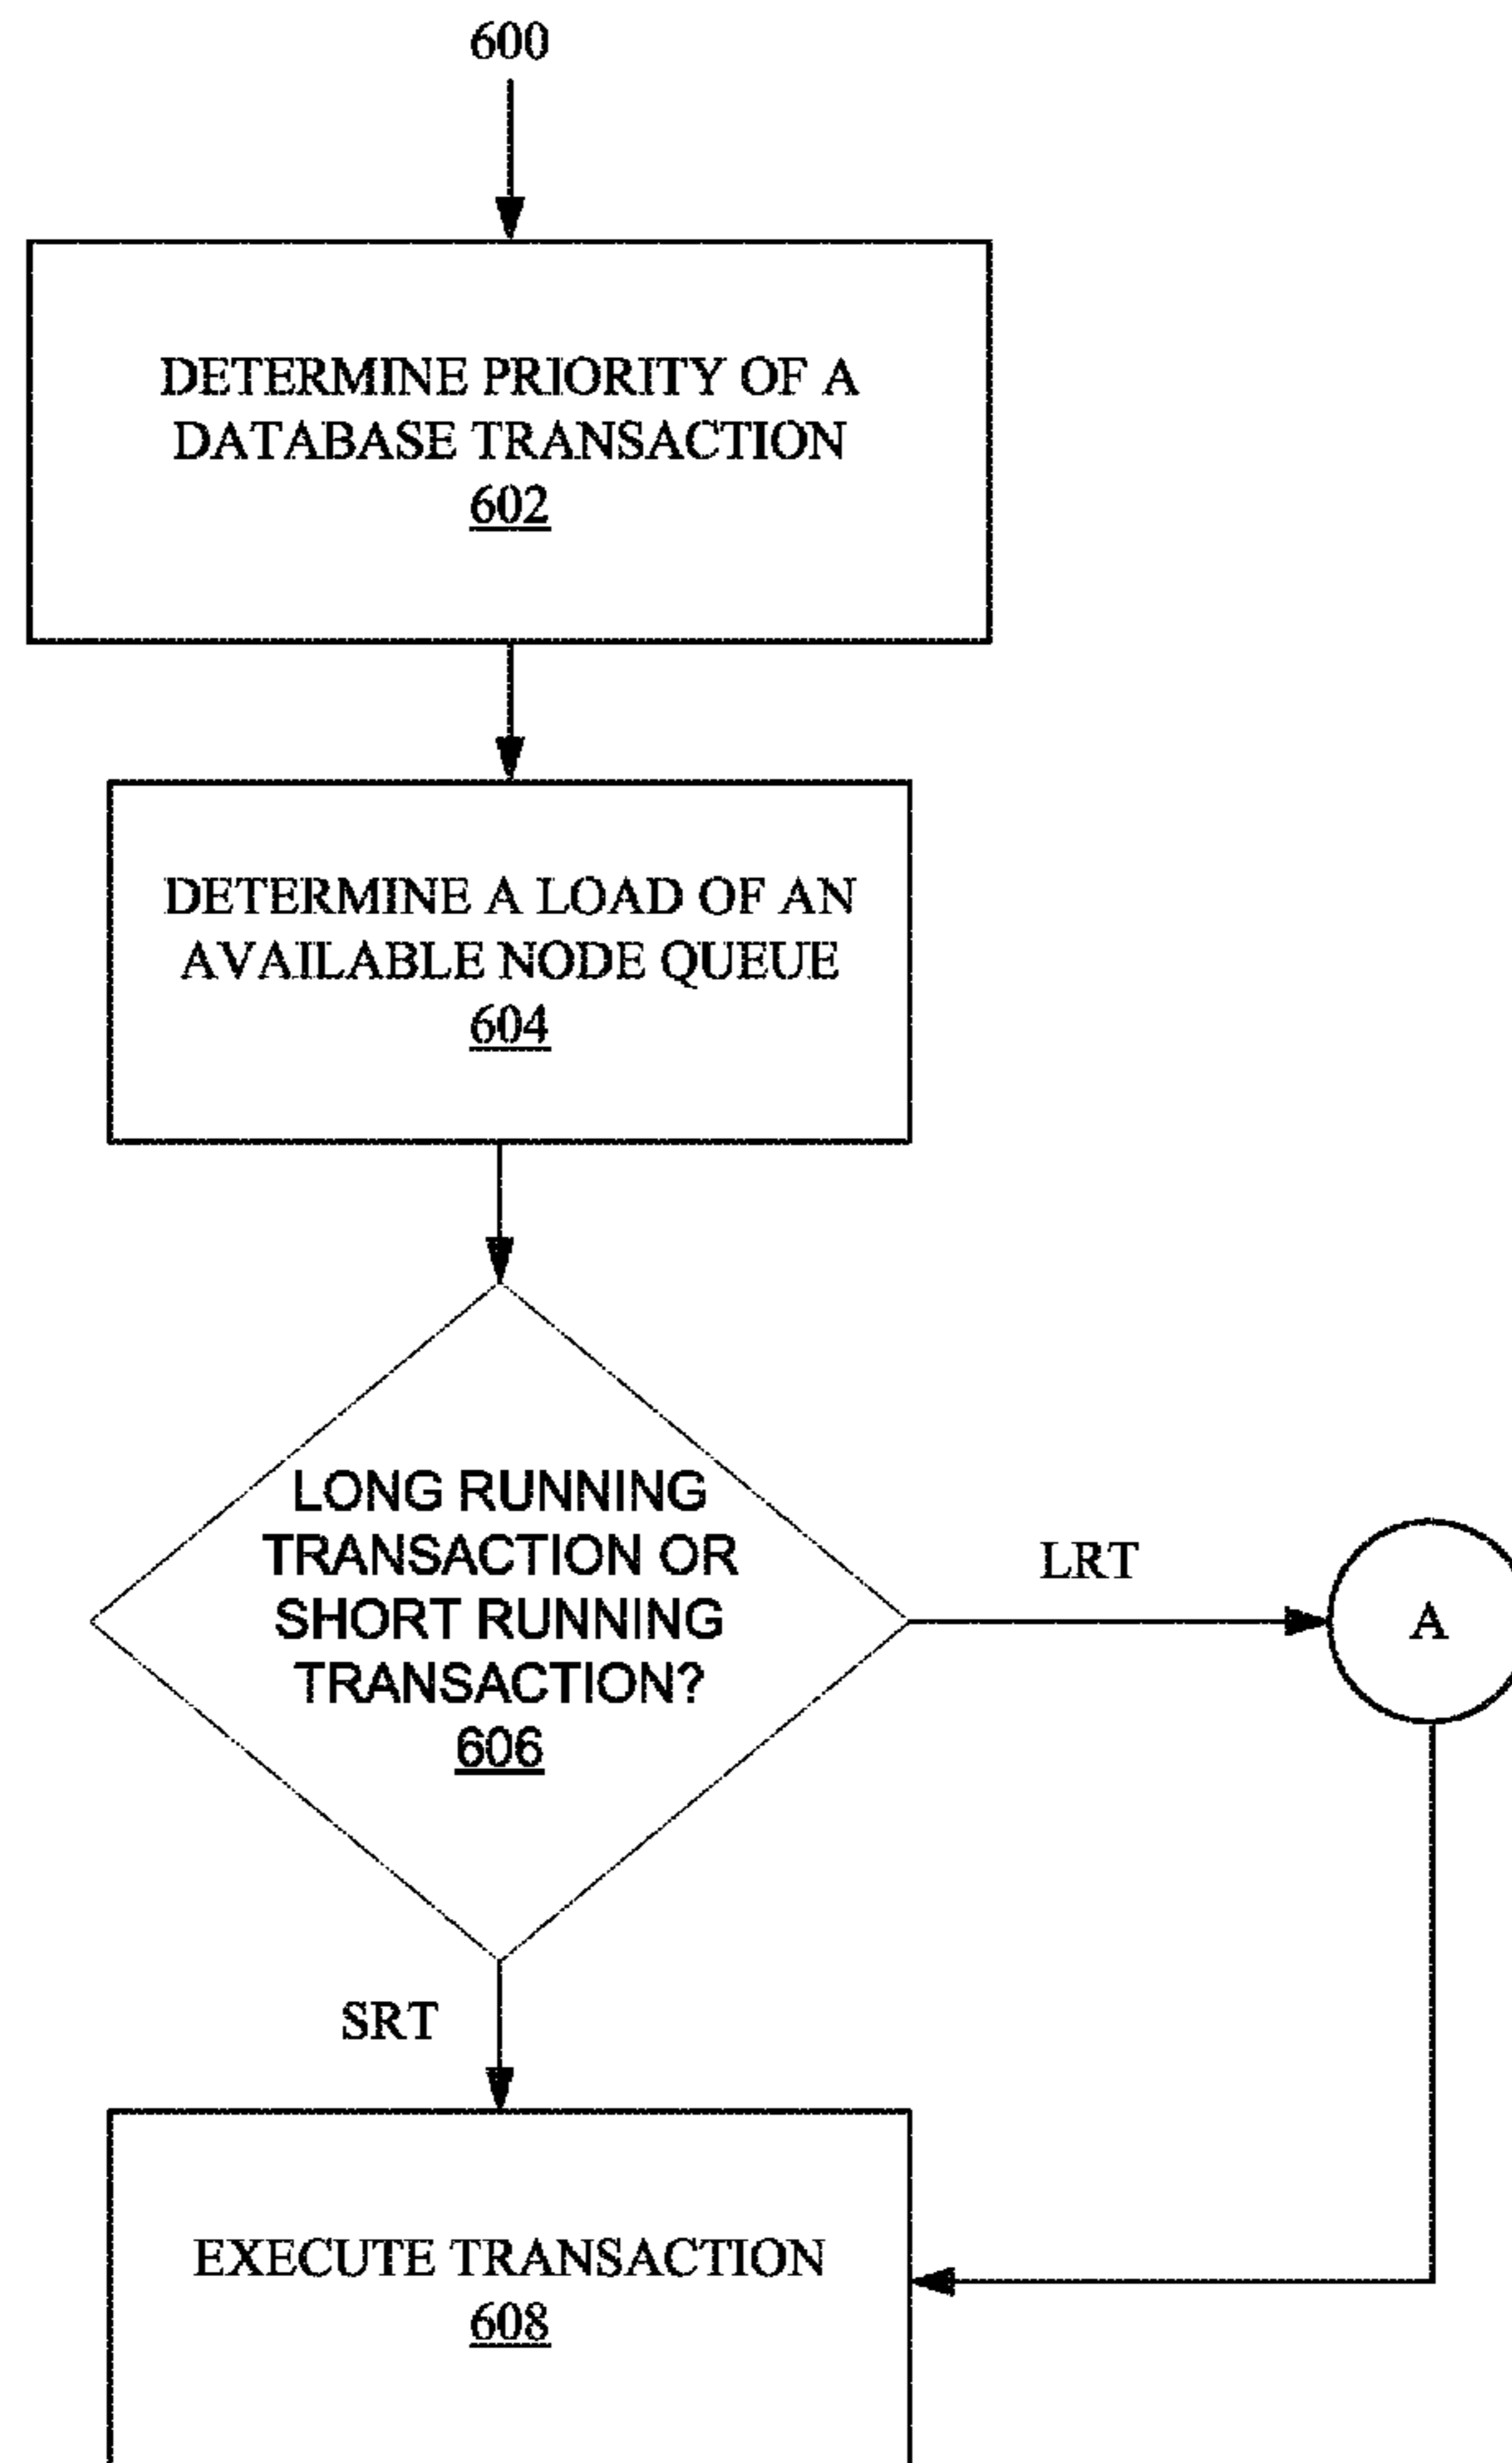 600
DETERMINE PRIORITY OF A
DATABASE TRANSACTION
602
DETERMINE A LOAD OF AN
AVAILABLE NODE QUEUE
604
LONG RUNNING
TRANSACTION OR
SHORT RUNNING
TRANSACTION?
606
LRT
A
SRT
EXECUTE TRANSACTION
608